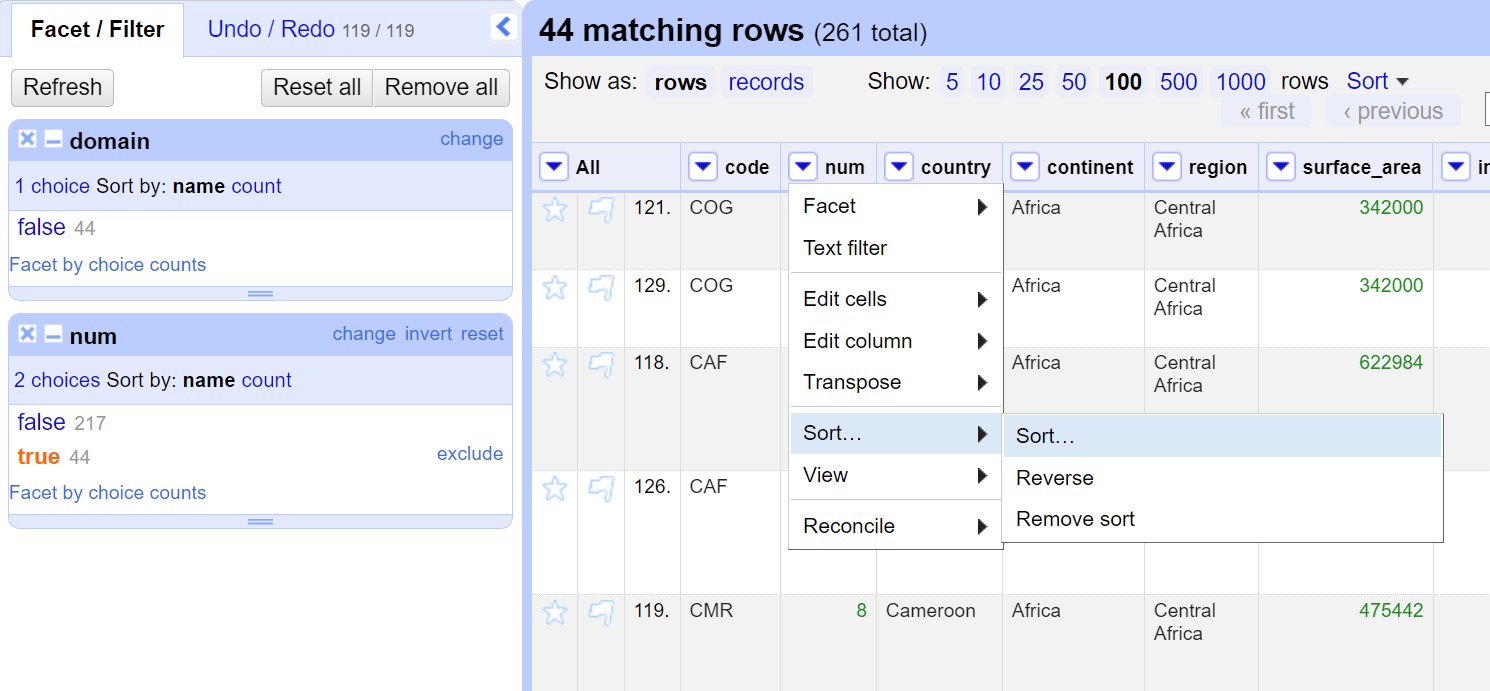 Facet / Filter
Undo / Redo 119 / 119
Refresh
Reset all
Remove all
domain
change
1 choice Sort by: name count
false 44
Facet by choice counts
num
change invert reset
2 choices Sort by: name count
false 217
true 44
exclude
Facet by choice counts
44 matching rows (261 total)
Show as: rows records
Show: 5 10 25 50 100 500 1000 rows Sort
« first ‹ previous
All code num country continent region surface_area
121. COG Africa Central 342000
Africa
129. COG Africa Central 342000
Africa
118. CAF Africa Central 622984
Africa
126. CAF
119. CMR 8 Cameroon Africa Central 475442
Africa
Facet
Text filter
Edit cells
Edit column
Transpose
Sort…
View
Reconcile
Sort…
Reverse
Remove sort